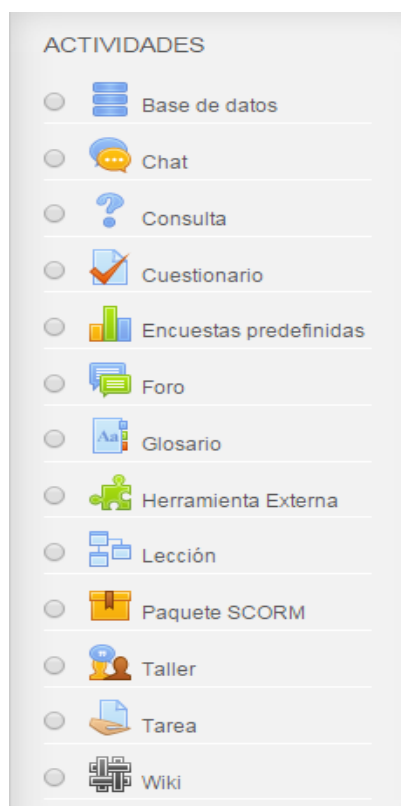 ACTIVIDADES
Base de datos
Chat
Consulta
Cuestionario
Encuestas predefinidas
Foro
Aa Glosario
Herramienta Externa
Lección
Paquete SCORM
Taller
Tarea
Wiki